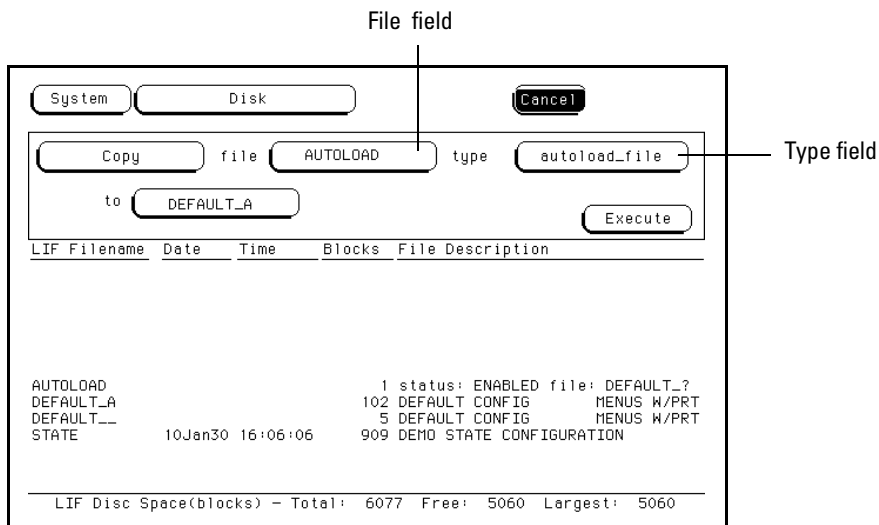 File field
System Disk Cancel
Copy file AUTOLOAD type autoload_file Type field
to DEFAULT_A
Execute
LIF Filename Date Time Blocks File Description
AUTOLOAD 1 status: ENABLED file: DEFAULT_?
DEFAULT_A 102 DEFAULT CONFIG MENUS W/PRT
DEFAULT__ 5 DEFAULT CONFIG MENUS W/PRT
STATE 10Jan30 16:06:06 909 DEMO STATE CONFIGURATION
LIF Disc Space(blocks) - Total: 6077 Free: 5060 Largest: 5060